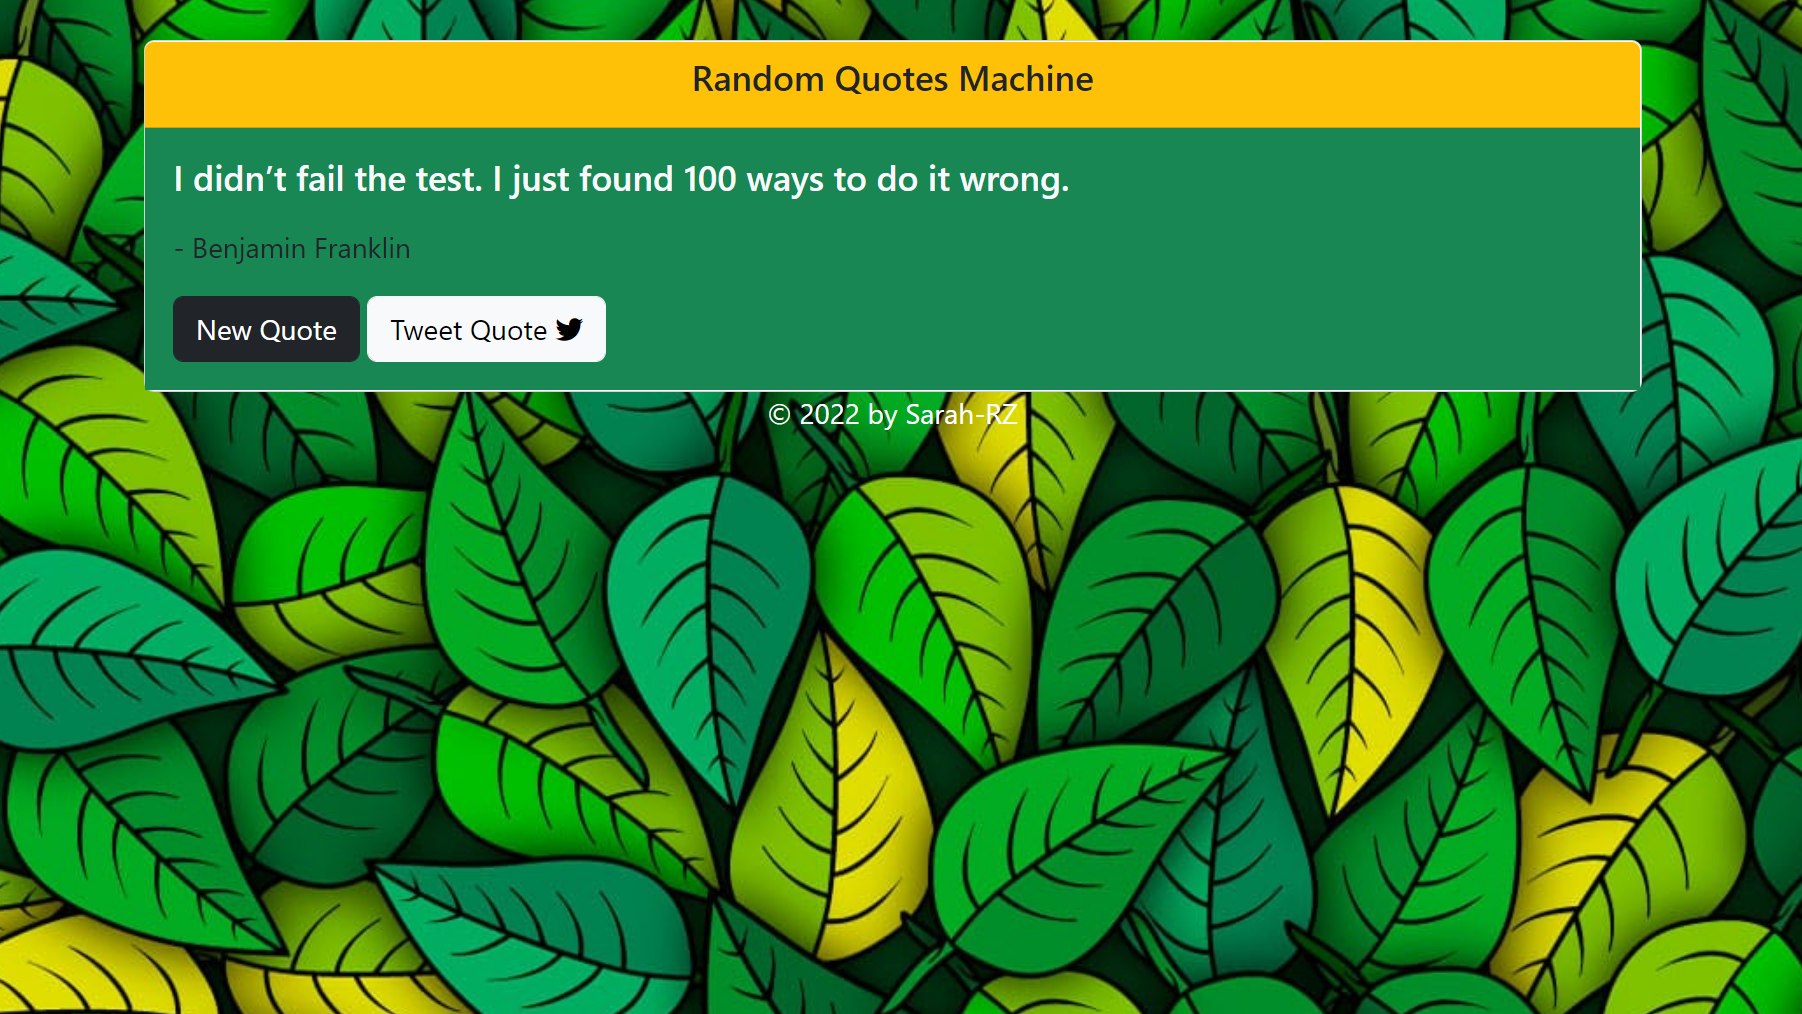 Random Quotes Machine
I didn’t fail the test. I just found 100 ways to do it wrong.
- Benjamin Franklin
New Quote Tweet Quote
© 2022 by Sarah-RZ